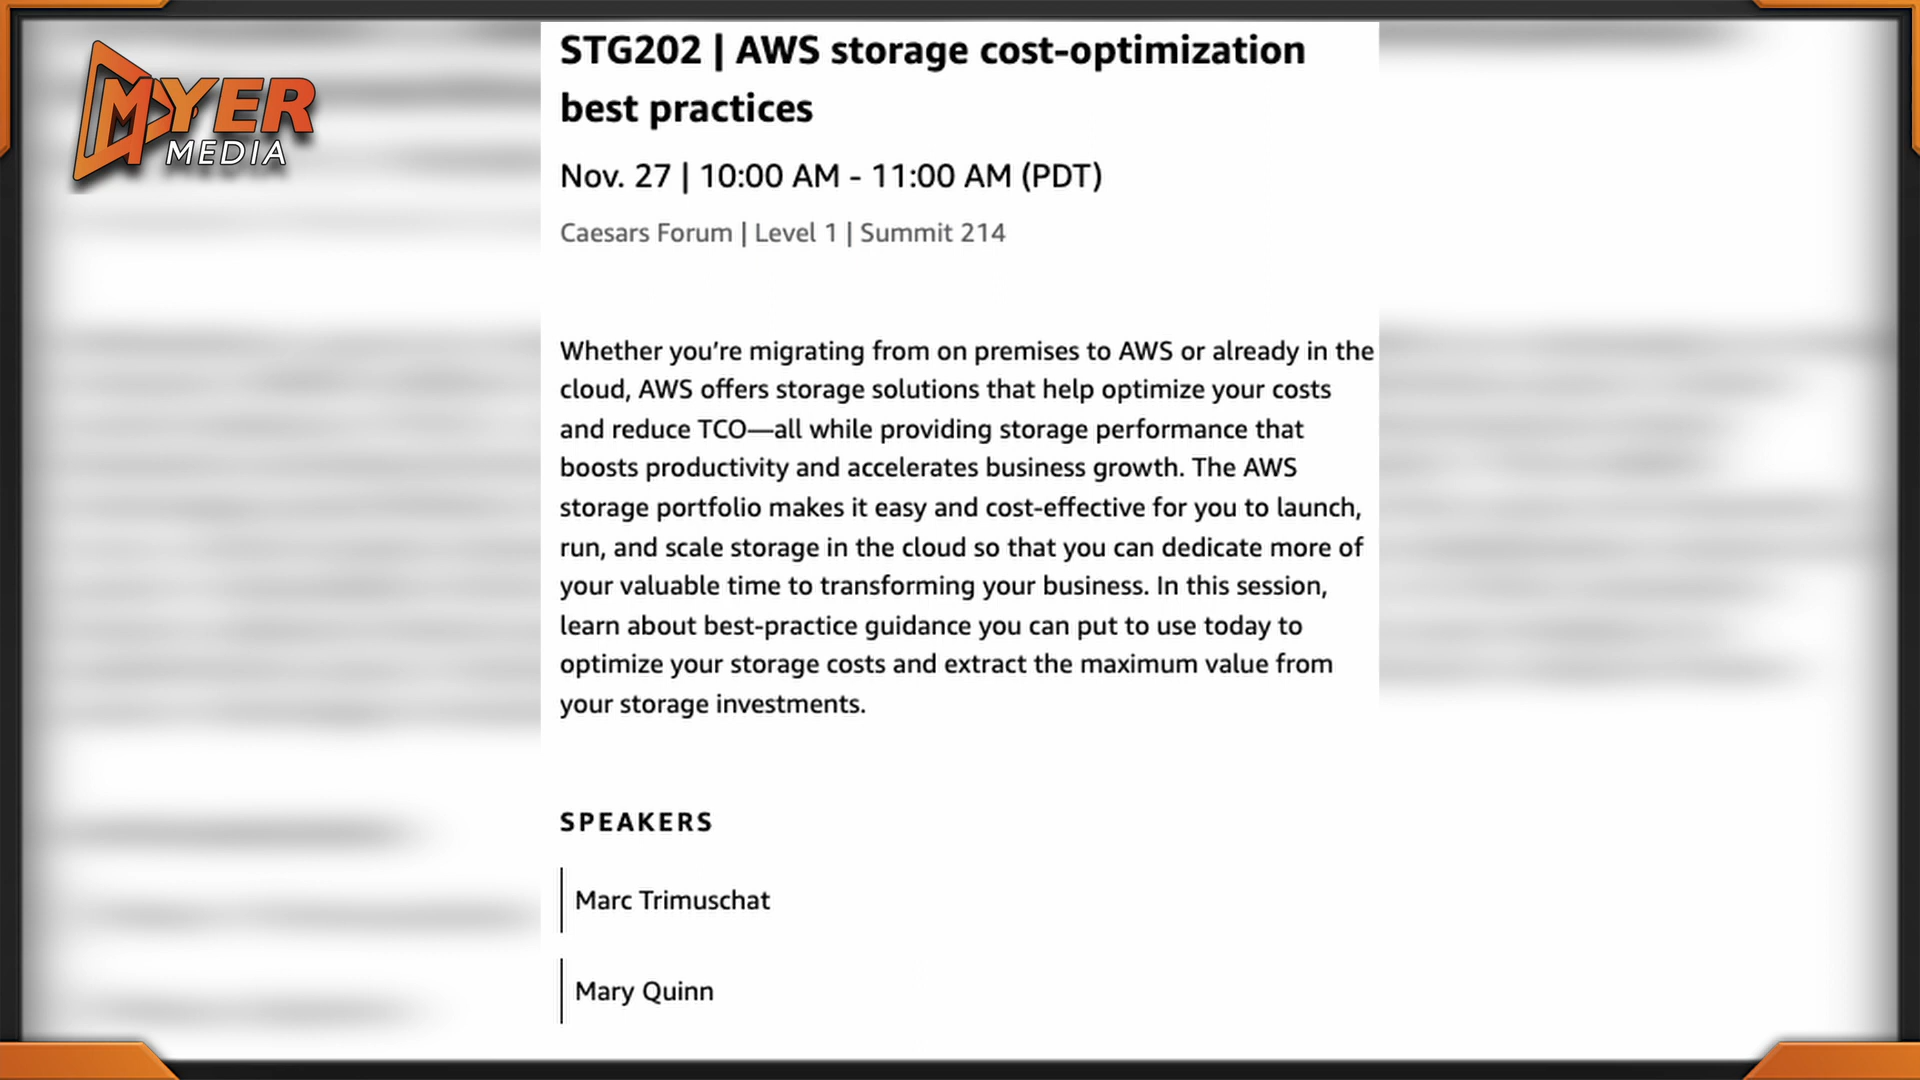 MYER
MEDIA
STG202 | AWS storage cost-optimization
best practices
Nov. 27 | 10:00 AM - 11:00 AM (PDT)
Caesars Forum | Level 1 | Summit 214
Whether you’re migrating from on premises to AWS or already in the
cloud, AWS offers storage solutions that help optimize your costs
and reduce TCO—all while providing storage performance that
boosts productivity and accelerates business growth. The AWS
storage portfolio makes it easy and cost-effective for you to launch,
run, and scale storage in the cloud so that you can dedicate more of
your valuable time to transforming your business. In this session,
learn about best-practice guidance you can put to use today to
optimize your storage costs and extract the maximum value from
your storage investments.
SPEAKERS
Marc Trimuschat
Mary Quinn